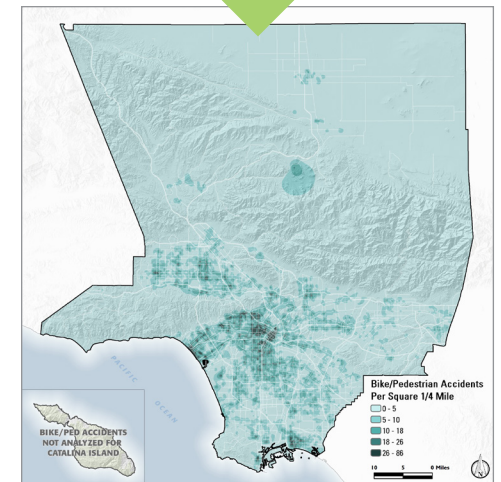 PACIFIC
OCEAN
BIKE/PED ACCIDENTS
NOT ANALYZED FOR
CATALINA ISLAND
Bike/Pedestrian Accidents
Per Square 1/4 Mile
0 - 5
5 - 10
10 - 18
18 - 26
26 - 86
10 5 0 Miles